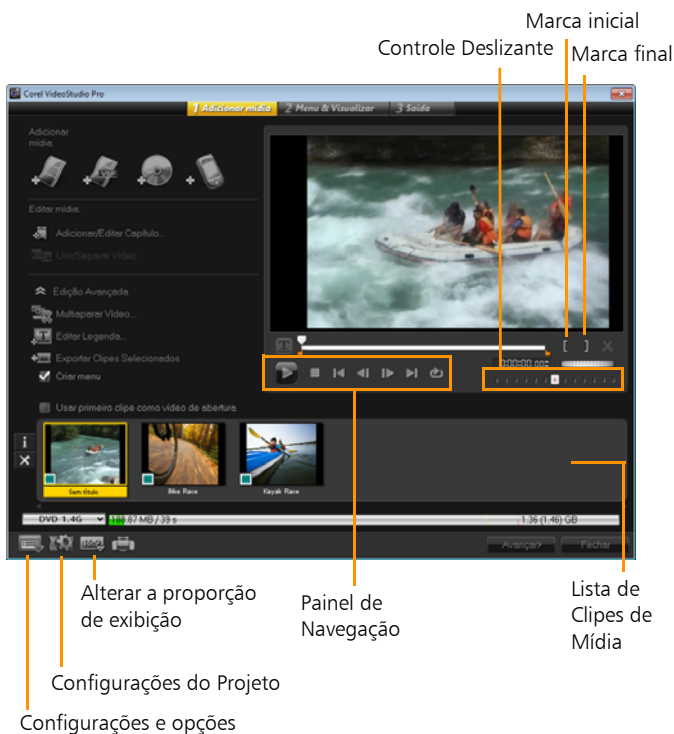 Marca inicial
Controle Deslizante
Marca final
Corel VideoStudio Pro
1 Adicionar mídia 2 Menu & Visualizar 3 Saída
Adicionar
mídia:
Editar mídia:
Adicionar/Editar Capítulo...
Unir/Separar Vídeo
Edição Avançada
Multiaparar Vídeo...
Editar Legenda...
Exportar Clipes Selecionados
Criar menu
Usar primeiro clipe como vídeo de abertura
Sem título
Bike Race
Kayak Race
DVD 1.4G
188.87 MB / 39 s
1.36 (1.46) GB
Avançar>
Fechar
Alterar a proporção
de exibição
Painel de
Navegação
Lista de
Clipes de
Mídia
Configurações do Projeto
Configurações e opções